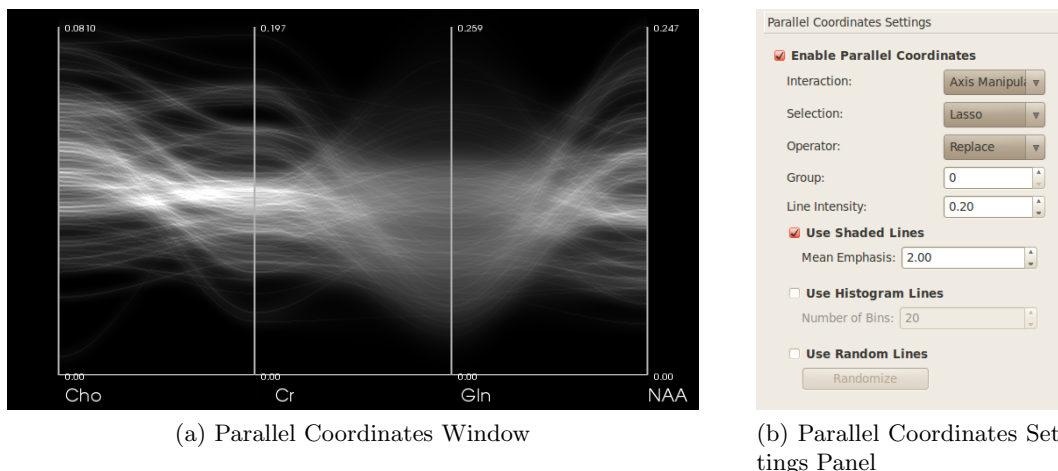 0.0810
0.197
0.259
0.247
0.00
0.00
0.00
0.00
Cho
Cr
Gln
NAA
(a) Parallel Coordinates Window
Parallel Coordinates Settings
Enable Parallel Coordinates
Interaction: Axis Manipula
Selection: Lasso
Operator: Replace
Group: 0
Line Intensity: 0.20
Use Shaded Lines
Mean Emphasis: 2.00
Use Histogram Lines
Number of Bins: 20
Use Random Lines
Randomize
(b) Parallel Coordinates Set
tings Panel